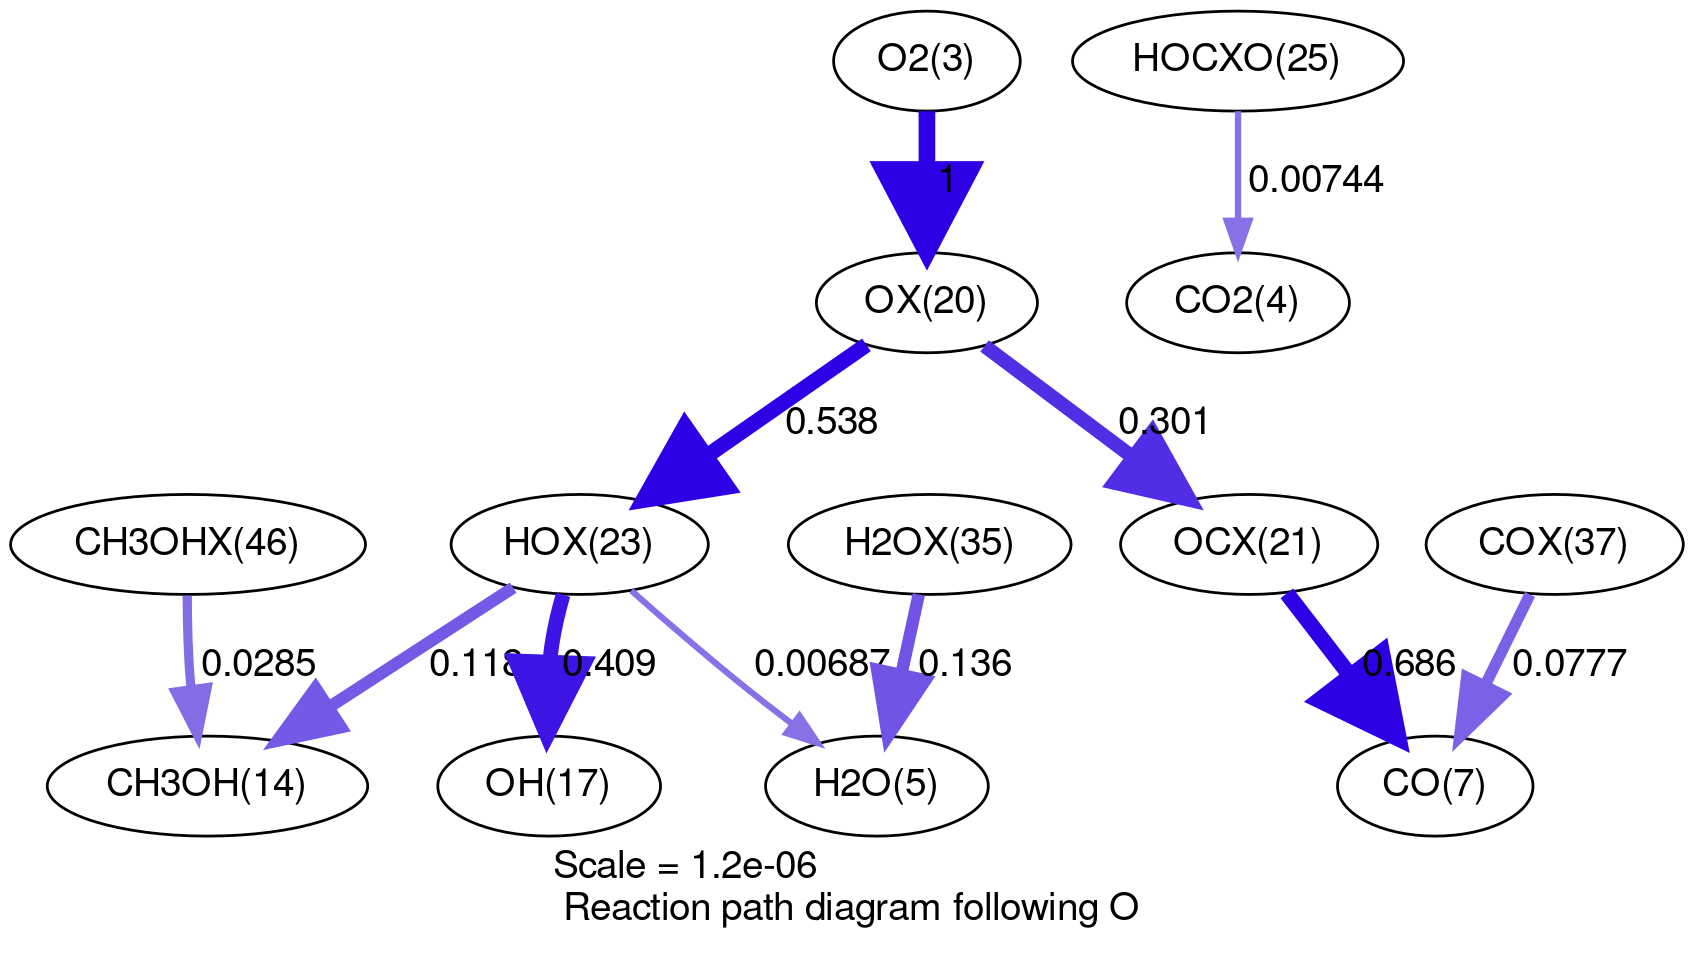 O2(3)
HOCXO(25)
1
0.00744
OX(20)
CO2(4)
0.538
0.301
CH3OHX(46)
HOX(23)
H2OX(35)
OCX(21)
COX(37)
0.0285
0.118
0.409
0.00687
0.136
0.686
0.0777
CH3OH(14)
OH(17)
H2O(5)
CO(7)
Scale = 1.2e-06
Reaction path diagram following O